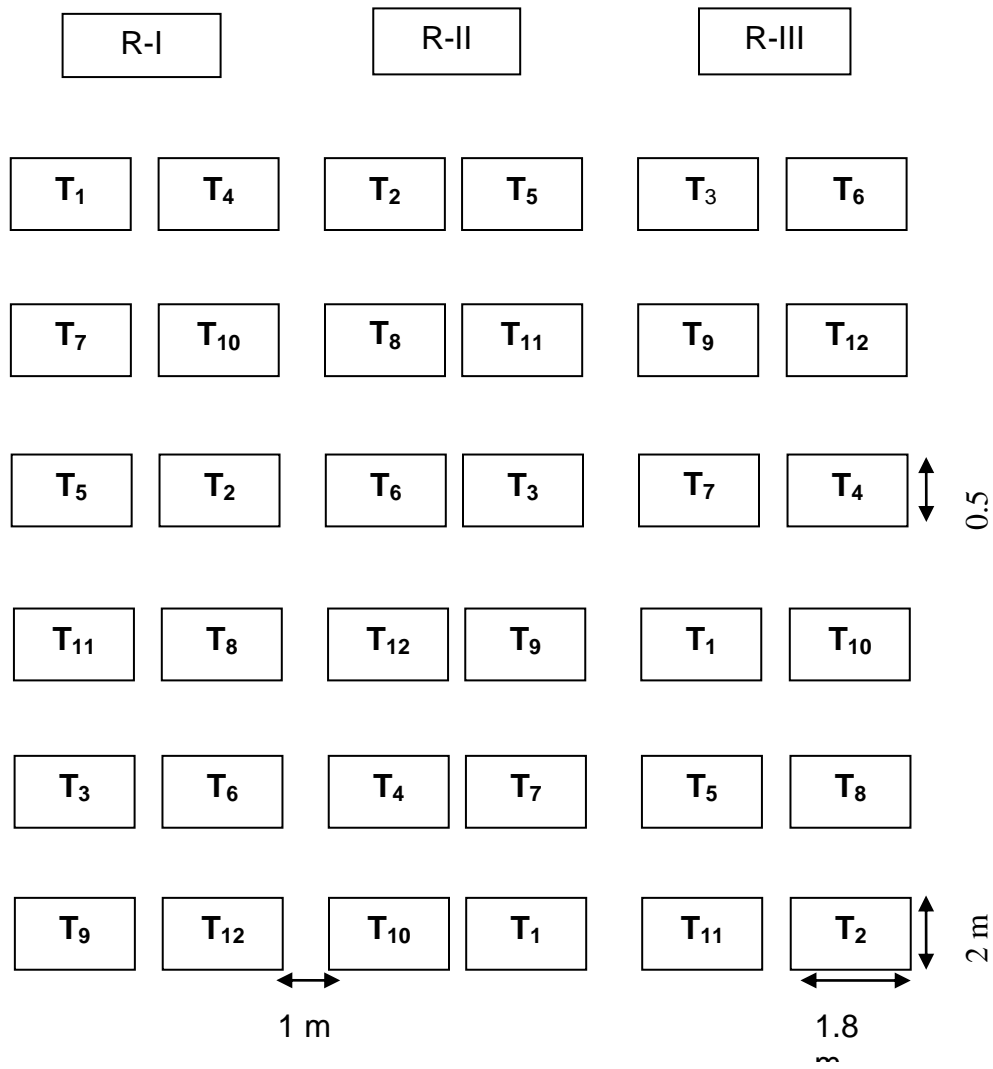 R-I R-II R-III
T₁ T₄ T₂ T₅ T₃ T₆
T₇ T₁₀ T₈ T₁₁ T₉ T₁₂
T₅ T₂ T₆ T₃ T₇ T₄
0.5
T₁₁ T₈ T₁₂ T₉ T₁ T₁₀
T₃ T₆ T₄ T₇ T₅ T₈
T₉ T₁₂ T₁₀ T₁ T₁₁ T₂
2 m
1 m 1.8
m